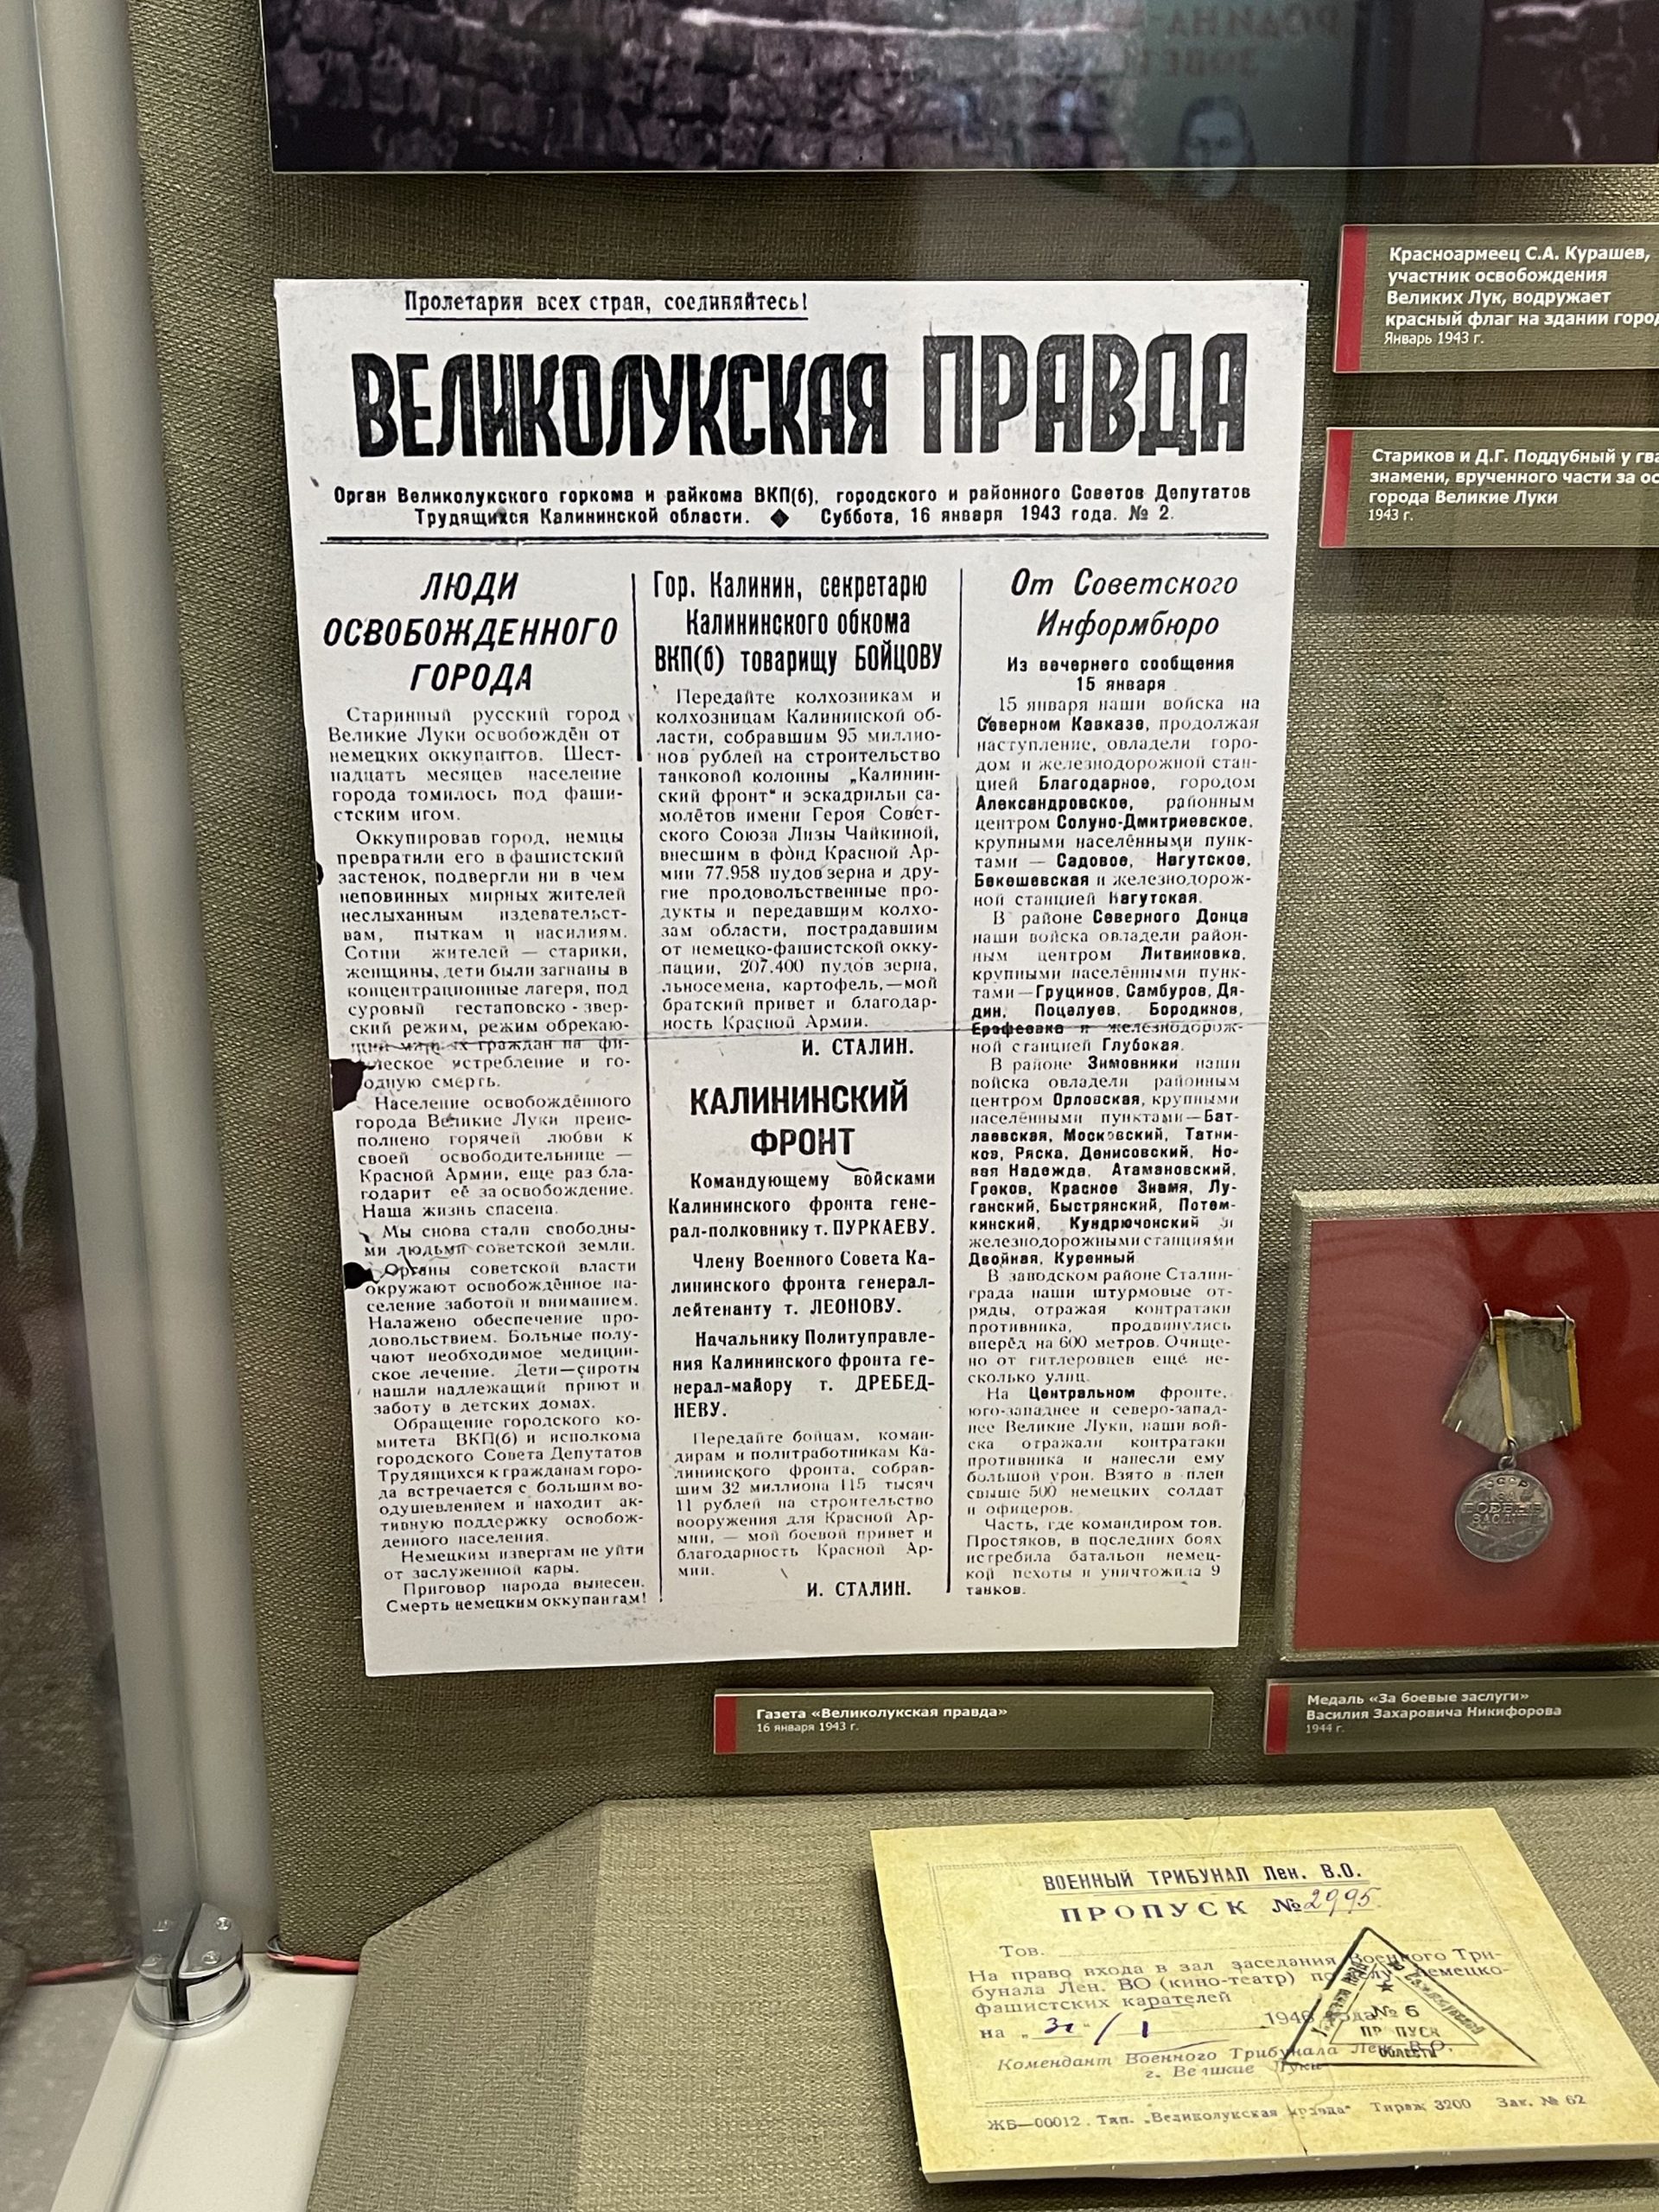 Красноармеец С.А. Курашев,
участник освобождения
Великих Лук, водружает
красный флаг на здании
Январь 1943 г.
Стариков и Д.Г. Поддубный у
знамени, врученного части за
города Великие Луки
1943 г.
Пролетарии всех стран, соединяйтесь!
ВЕЛИКОЛУКСКАЯ ПРАВДА
Орган Великолукского горкома и райкома ВКП(б), городского и районного Советов Депутатов
Трудящихся Калининской области. ◆ Суббота, 16 января 1943 года. № 2.
ЛЮДИ
ОСВОБОЖДЕННОГО
ГОРОДА
Старинный русский город
Великие Луки освобождён от
немецких оккупантов. Шест-
надцать месяцев население
города томилось под фаши-
стским игом.
Оккупировав город, немцы
превратили его в фашистский
застенок, подвергли ни в чем
неповинных мирных жителей
неслыханным издевательст-
вам, пыткам и насилиям.
Сотни жителей — старики,
женщины, дети были загнаны в
концентрационные лагеря, под
суровый гестаповско-звер-
ский режим, режим обрекаю-
граждан на фи-
истребление и го-
лодную смерть.
Население освобождённого
города Великие Луки преис-
полнено горячей любви к
своей освободительнице —
Красной Армии, еще раз бла-
годарит её за освобождение.
Наша жизнь спасена.
Мы снова стали свободны-
ми людьми советской земли.
Органы советской власти
окружают освобождённое на-
селение заботой и вниманием.
Налажено обеспечение про-
довольствием. Больные полу-
чают необходимое медицин-
ское лечение. Дети—сироты
нашли надлежащий приют и
заботу в детских домах.
Обращение городского ко-
митета ВКП(б) и исполкома
городского Совета Депутатов
Трудящихся к гражданам горо-
да встречается с большим во-
одушевлением и находит ак-
тивную поддержку освобож-
денного населения.
Немецким извергам не уйти
от заслуженной кары.
Приговор народа вынесен.
Смерть немецким оккупантам!
Гор. Калинин, секретарю
Калининского обкома
ВКП(б) товарищу БОЙЦОВУ
Передайте колхозникам и
колхозницам Калининской об-
ласти, собравшим 95 миллио-
нов рублей на строительство
танковой колонны „Калинин-
ский фронт“ и эскадрильи са-
молётов имени Героя Совет-
ского Союза Лизы Чайкиной,
внесшим в фонд Красной Ар-
мии 77.958 пудов зерна и дру-
гие продовольственные про-
дукты и передавшим колхо-
зам области, пострадавшим
от немецко-фашистской окку-
пации, 207.400 пудов зерна,
льносемена, картофель,—мой
братский привет и благодар-
ность Красной Армии.
И. СТАЛИН.
КАЛИНИНСКИЙ
ФРОНТ
Командующему войсками
Калининского фронта гене-
рал-полковнику т. ПУРКАЕВУ.
Члену Военного Совета Ка-
лининского фронта генерал-
лейтенанту т. ЛЕОНОВУ.
Начальнику Политуправле-
ния Калининского фронта ге-
нерал-майору т. ДРЕБЕД-
НЕВУ.
Передайте бойцам, коман-
дирам и политработникам Ка-
лининского фронта, собрав-
шим 32 миллиона 115 тысяч
11 рублей на строительство
вооружения для Красной Ар-
мии, — мой боевой привет и
благодарность Красной Ар-
мии.
И. СТАЛИН.
От Советского
Информбюро
Из вечернего сообщения
15 января
15 января наши войска на
Северном Кавказе, продолжая
наступление, овладели горо-
дом и железнодорожной стан-
цией Благодарное, городом
Александровское, районным
центром Солуно-Дмитриевское,
крупными населёнными пунк-
тами — Садовое, Нагутское,
Бекешевская и железнодорож-
ной станцией Нагутская.
В районе Северного Донца
наши войска овладели район-
ным центром Литвиновка,
крупными населёнными пунк-
тами—Груцинов, Самбуров, Дя-
дин, Поцелуев, Бородинов,
Ерофеевка и железнодорож-
ной станцией Глубокая.
В районе Зимовники наши
войска овладели районным
центром Орловская, крупными
населёнными пунктами—Бат-
лаевская, Московский, Татни-
ков, Ряска, Денисовский, Но-
вая Надежда, Атамановский,
Греков, Красное Знамя, Лу-
ганский, Быстрянский, Потем-
кинский, Кундрючонский и
железнодорожными станциями
Двойная, Куренный
В заводском районе Сталин-
града наши штурмовые от-
ряды, отражая контратаки
противника, продвинулись
вперёд на 600 метров. Очище-
но от гитлеровцев ещё не-
сколько улиц.
На Центральном фронте,
юго-западнее и северо-запад-
нее Великие Луки, наши вой-
ска отражали контратаки
противника и нанесли ему
большой урон. Взято в плен
свыше 500 немецких солдат
и офицеров.
Часть, где командиром тов.
Простяков, в последних боях
истребила батальон немец-
кой пехоты и уничтожила 9
танков.
СССР
ЗА
БОЕВЫЕ
ЗАСЛУГИ
Газета «Великолукская правда»
16 января 1943 г.
Медаль «За боевые заслуги»
Василия Захаровича Никифорова
1944 г.
ВОЕННЫЙ ТРИБУНАЛ Лен. В.О.
ПРОПУСК № 2995
Тов.
На право входа в зал заседания Военного Три-
бунала Лен. ВО (кино-театр) по делу немецко-
фашистских карателей
на „31“ / I 1946 года.
Комендант Военного Трибунала Лен. В.О.
г. Великие Луки
№ 6
ПРОПУСК
ОБЛАСТИ
ЖБ—00012. Тип. „Великолукская правда“ Тираж 3200 Зак. № 62